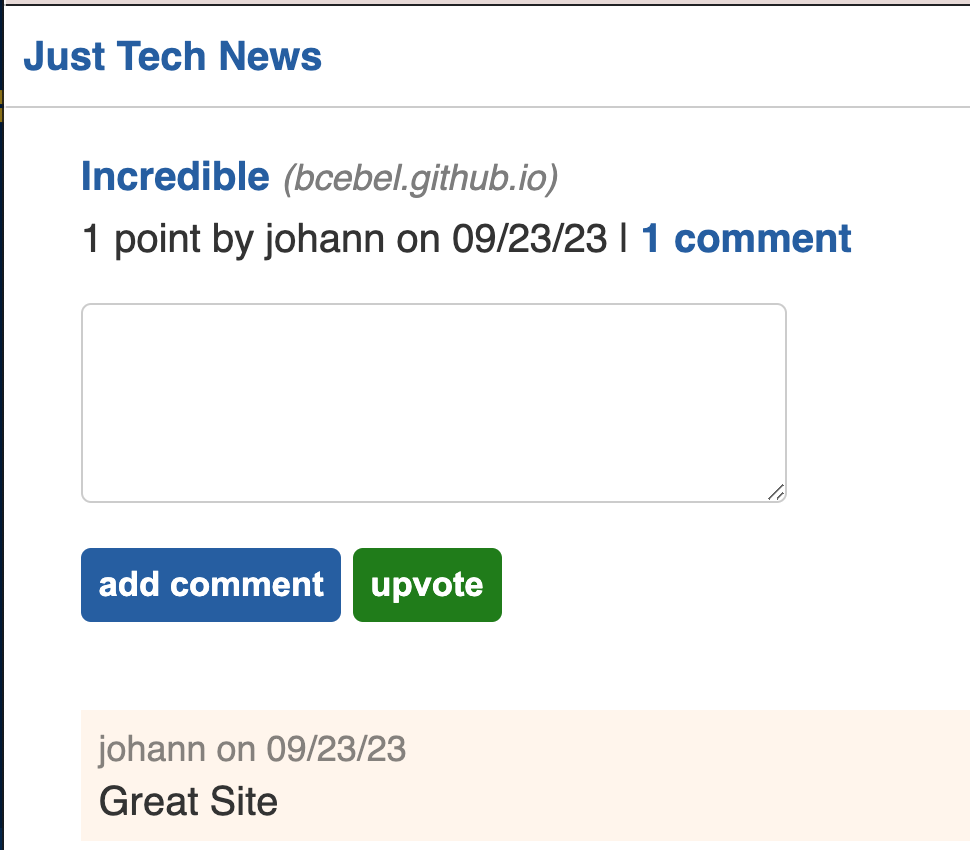 Just Tech News
Incredible (bcebel.github.io)
1 point by johann on 09/23/23 | 1 comment
add comment upvote
johann on 09/23/23
Great Site